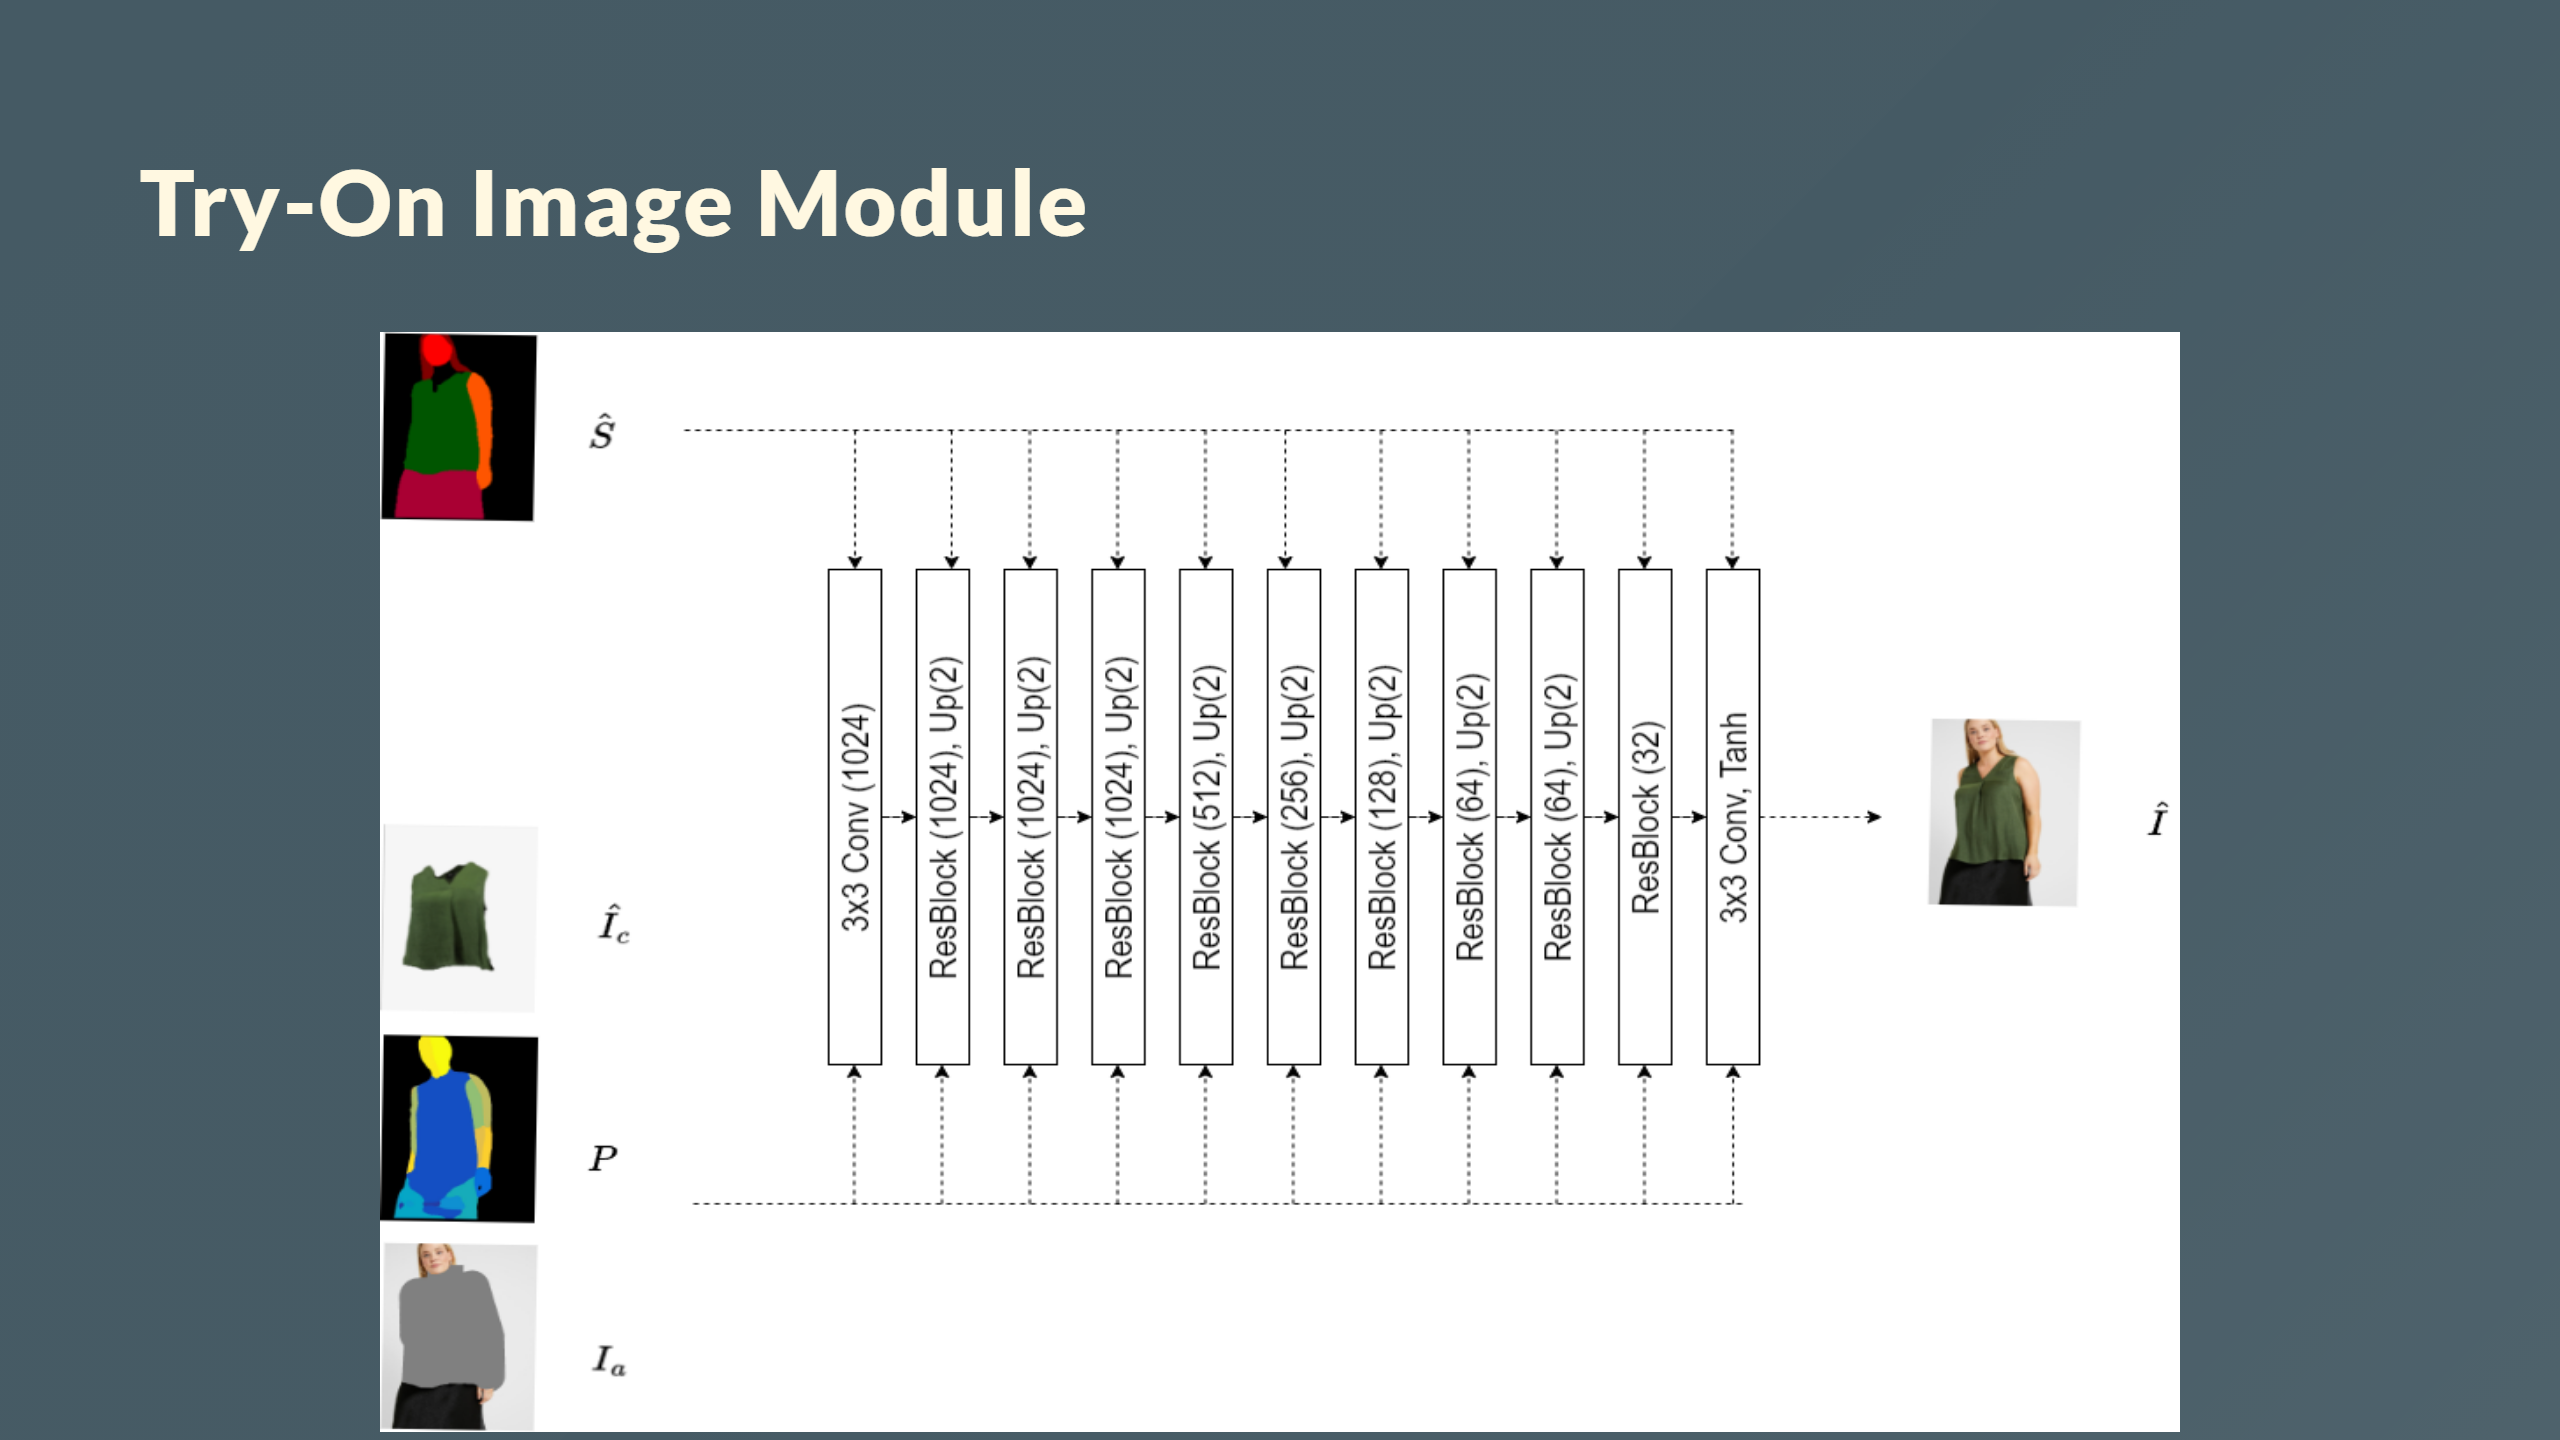 Try-On Image Module
Ŝ
3x3 Conv (1024)
ResBlock (1024), Up(2)
ResBlock (1024), Up(2)
ResBlock (1024), Up(2)
ResBlock (512), Up(2)
ResBlock (256), Up(2)
ResBlock (128), Up(2)
ResBlock (64), Up(2)
ResBlock (64), Up(2)
ResBlock (32)
3x3 Conv, Tanh
Î
Î_c
P
I_a